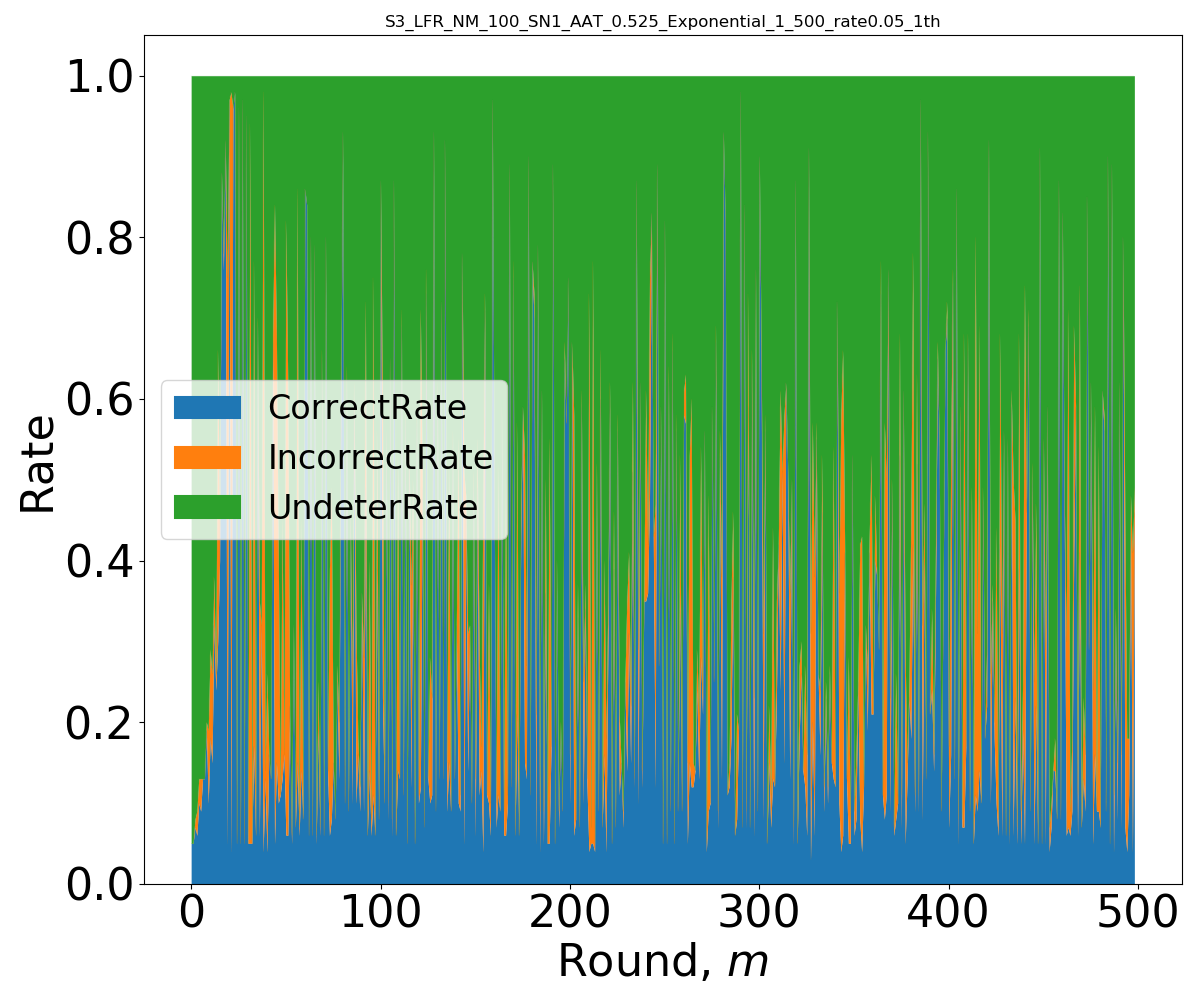 S3_LFR_NM_100_SN1_AAT_0.525_Exponential_1_500_rate0.05_1th
1.0
0.8
0.6
0.4
0.2
0.0
Rate
CorrectRate
IncorrectRate
UndeterRate
0 100 200 300 400 500
Round, m